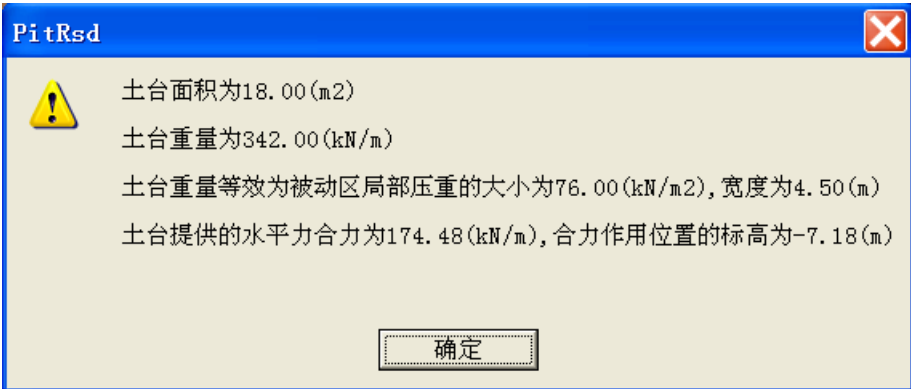 PitRsd
土台面积为18.00(m2)
土台重量为342.00(kN/m)
土台重量等效为被动区局部压重的大小为76.00(kN/m2),宽度为4.50(m)
土台提供的水平力合力为174.48(kN/m),合力作用位置的标高为-7.18(m)
确定